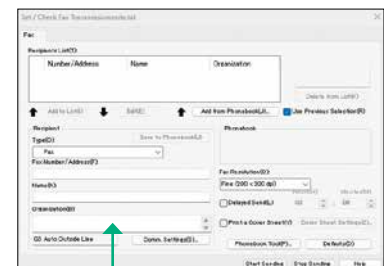 Set / Check Fax Transmission
Fax
Recipient List(T):
Number/Address Name Organization
Delete from List(R)
Add to List(I) Edit(E) Add from Phonebook(J)... Use Previous Selection(R)
Recipient Phonebook
Type(D) Save to Phonebook(L)
Fax
Fax Number/Address(F)
Fax Resolution(Q)
Name(K) Fine (200 x 200 dpi)
Delayed Send(L) :
Organization(B)
Print a Cover Sheet(V) Cover Sheet Settings(Z)...
G3 Auto Outside Line Comm. Settings(S)... Phonebook Tool(P)... Defaults(O)
Start Sending Stop Sending Help